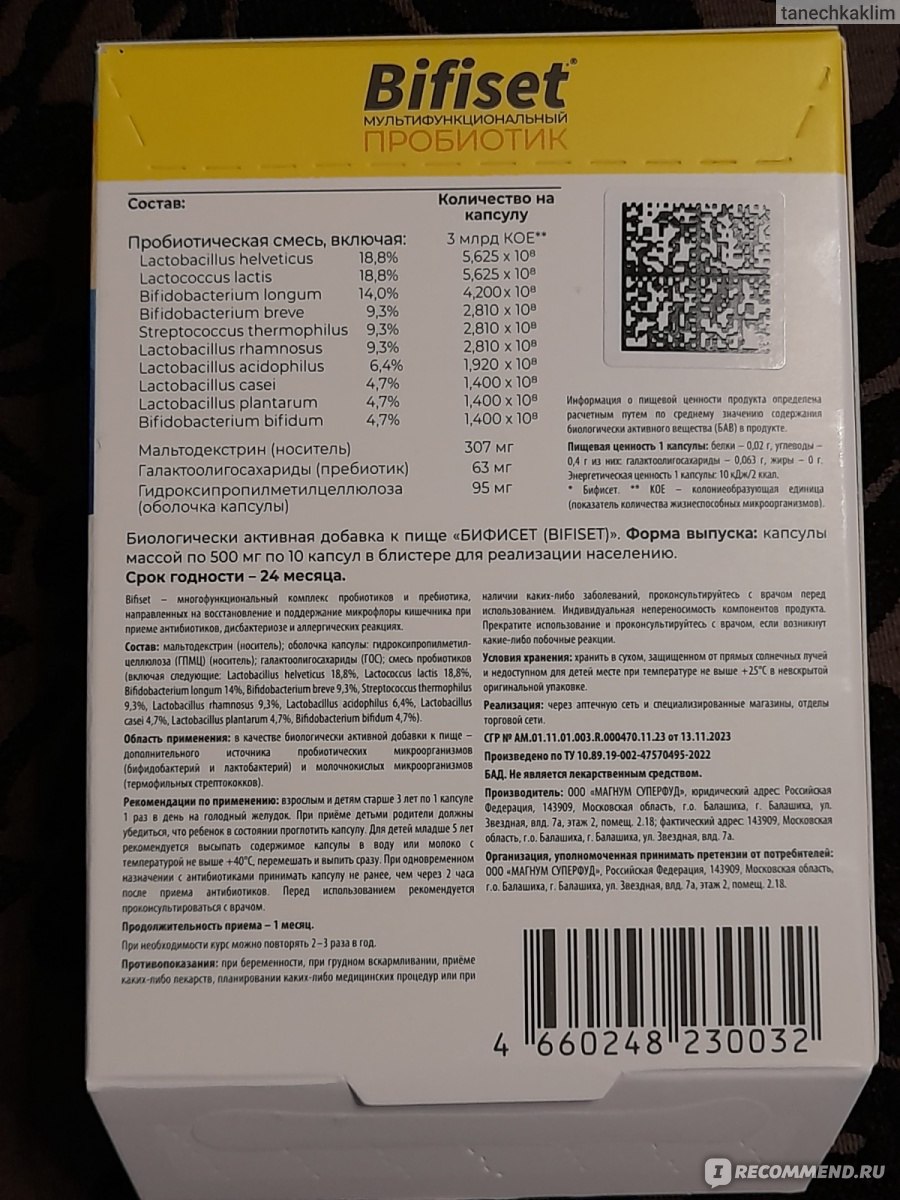 tanechkaklim
Bifiset*®
МУЛЬТИФУНКЦИОНАЛЬНЫЙ
ПРОБИОТИК
Состав:
Количество на
капсулу
Пробиотическая смесь, включая: 3 млрд КОЕ**
Lactobacillus helveticus 18,8% 5,625 x 10⁸
Lactococcus lactis 18,8% 5,625 x 10⁸
Bifidobacterium longum 14,0% 4,200 x 10⁸
Bifidobacterium breve 9,3% 2,810 x 10⁸
Streptococcus thermophilus 9,3% 2,810 x 10⁸
Lactobacillus rhamnosus 9,3% 2,810 x 10⁸
Lactobacillus acidophilus 6,4% 1,920 x 10⁸
Lactobacillus casei 4,7% 1,400 x 10⁸
Lactobacillus plantarum 4,7% 1,400 x 10⁸
Bifidobacterium bifidum 4,7% 1,400 x 10⁸
Мальтодекстрин (носитель) 307 мг
Галактоолигосахариды (пребиотик) 63 мг
Гидроксипропилметилцеллюлоза 95 мг
(оболочка капсулы)
Информация о пищевой ценности продукта определена
расчетным путем по среднему значению содержания
биологически активного вещества (БАВ) в продукте.
Пищевая ценность 1 капсулы: белки – 0,02 г, углеводы –
0,4 г из них: галактоолигосахариды – 0,063 г, жиры – 0 г.
Энергетическая ценность 1 капсулы: 10 кДж/2 ккал.
* Бифисет. ** КОЕ – колониеобразующая единица
(показатель количества жизнеспособных микроорганизмов).
Биологически активная добавка к пище «БИФИСЕТ (BIFISET)». Форма выпуска: капсулы
массой по 500 мг по 10 капсул в блистере для реализации населению.
Срок годности – 24 месяца.
Bifiset – многофункциональный комплекс пробиотиков и пребиотика,
направленных на восстановление и поддержание микрофлоры кишечника при
приеме антибиотиков, дисбактериозе и аллергических реакциях.
Состав: мальтодекстрин (носитель); оболочка капсулы: гидроксипропилметил-
целлюлоза (ГПМЦ) (носитель); галактоолигосахариды (ГОС); смесь пробиотиков
(включая следующие: Lactobacillus helveticus 18,8%, Lactococcus lactis 18,8%,
Bifidobacterium longum 14%, Bifidobacterium breve 9,3%, Streptococcus thermophilus
9,3%, Lactobacillus rhamnosus 9,3%, Lactobacillus acidophilus 6,4%, Lactobacillus
casei 4,7%, Lactobacillus plantarum 4,7%, Bifidobacterium bifidum 4,7%).
Область применения: в качестве биологически активной добавки к пище –
дополнительного источника пробиотических микроорганизмов
(бифидобактерий и лактобактерий) и молочнокислых микроорганизмов
(термофильных стрептококков).
Рекомендации по применению: взрослым и детям старше 3 лет по 1 капсуле
1 раз в день на голодный желудок. При приёме детьми родители должны
убедиться, что ребенок в состоянии проглотить капсулу. Для детей младше 5 лет
рекомендуется высыпать содержимое капсулы в воду или молоко с
температурой не выше +40°С, перемешать и выпить сразу. При одновременном
назначении с антибиотиками принимать капсулу не ранее, чем через 2 часа
после приема антибиотиков. Перед использованием рекомендуется
проконсультироваться с врачом.
Продолжительность приема – 1 месяц.
При необходимости курс можно повторять 2–3 раза в год.
Противопоказания: при беременности, при грудном вскармливании, приёме
каких-либо лекарств, планировании каких-либо медицинских процедур или при
наличии каких-либо заболеваний, проконсультируйтесь с врачом перед
использованием. Индивидуальная непереносимость компонентов продукта.
Прекратите использование и проконсультируйтесь с врачом, если возникнут
какие-либо побочные реакции.
Условия хранения: хранить в сухом, защищенном от прямых солнечных лучей
и недоступном для детей месте при температуре не выше +25°С в невскрытой
оригинальной упаковке.
Реализация: через аптечную сеть и специализированные магазины, отделы
торговой сети.
СГР № AM.01.11.01.003.R.000470.11.23 от 13.11.2023
Произведено по ТУ 10.89.19-002-47570495-2022
БАД. Не является лекарственным средством.
Производитель: ООО «МАГНУМ СУПЕРФУД», юридический адрес: Российская
Федерация, 143909, Московская область, г.о. Балашиха, г. Балашиха, ул.
Звездная, влд. 7а, этаж 2, помещ. 2.18; фактический адрес: 143909, Московская
область, г.о. Балашиха, г. Балашиха, ул. Звездная, влд. 7а.
Организация, уполномоченная принимать претензии от потребителей:
ООО «МАГНУМ СУПЕРФУД», Российская Федерация, 143909, Московская область,
г.о. Балашиха, г. Балашиха, ул. Звездная, влд. 7а, этаж 2, помещ. 2.18.
4 660248 230032
IRECOMMEND.RU